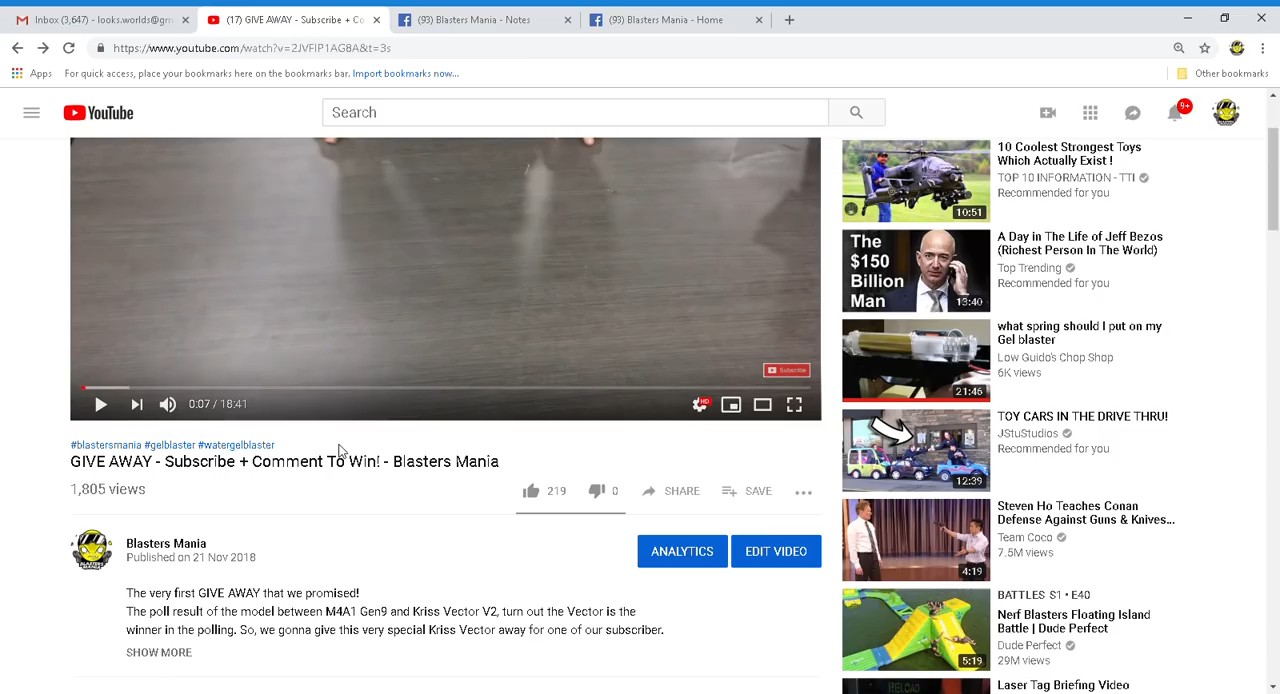 Inbox (3,647) - looks.worlds@gm
(17) GIVE AWAY - Subscribe + Co
(93) Blasters Mania - Notes
(93) Blasters Mania - Home
https://www.youtube.com/watch?v=2JVFlP1AG8A&t=3s
Apps
For quick access, place your bookmarks here on the bookmarks bar. Import bookmarks now...
Other bookmarks
YouTube
Search
9+
Subscribe
0:07 / 18:41
HD
#blastersmania #gelblaster #watergelblaster
GIVE AWAY - Subscribe + Comment To Win! - Blasters Mania
1,805 views
219
0
SHARE
SAVE
Blasters Mania
Published on 21 Nov 2018
ANALYTICS
EDIT VIDEO
The very first GIVE AWAY that we promised!
The poll result of the model between M4A1 Gen9 and Kriss Vector V2, turn out the Vector is the
winner in the polling. So, we gonna give this very special Kriss Vector away for one of our subscriber.
SHOW MORE
10:51
10 Coolest Strongest Toys
Which Actually Exist !
TOP 10 INFORMATION - TTI
Recommended for you
The
$150
Billion
Man
13:40
A Day in The Life of Jeff Bezos
(Richest Person In The World)
Top Trending
Recommended for you
21:46
what spring should I put on my
Gel blaster
Low Guido's Chop Shop
6K views
12:39
TOY CARS IN THE DRIVE THRU!
JStuStudios
Recommended for you
4:19
Steven Ho Teaches Conan
Defense Against Guns & Knives...
Team Coco
7.5M views
5:19
BATTLES S1 • E40
Nerf Blasters Floating Island
Battle | Dude Perfect
Dude Perfect
29M views
Laser Tag Briefing Video